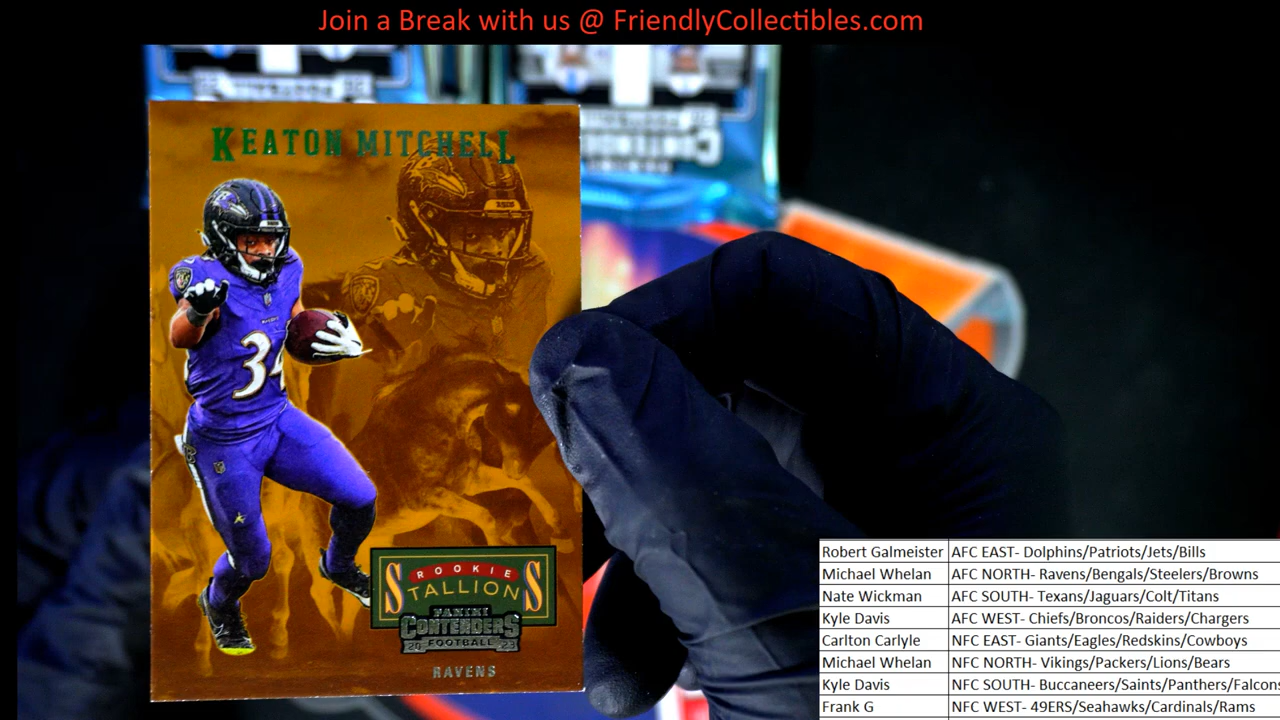 Join a Break with us @ FriendlyCollectibles.com
KEATON MITCHELL
34
ROOKIE
STALLIONS
PANINI
CONTENDERS
FOOTBALL
20 23
RAVENS
Robert Galmeister AFC EAST- Dolphins/Patriots/Jets/Bills
Michael Whelan AFC NORTH- Ravens/Bengals/Steelers/Browns
Nate Wickman AFC SOUTH- Texans/Jaguars/Colt/Titans
Kyle Davis AFC WEST- Chiefs/Broncos/Raiders/Chargers
Carlton Carlyle NFC EAST- Giants/Eagles/Redskins/Cowboys
Michael Whelan NFC NORTH- Vikings/Packers/Lions/Bears
Kyle Davis NFC SOUTH- Buccaneers/Saints/Panthers/Falcons
Frank G NFC WEST- 49ERS/Seahawks/Cardinals/Rams